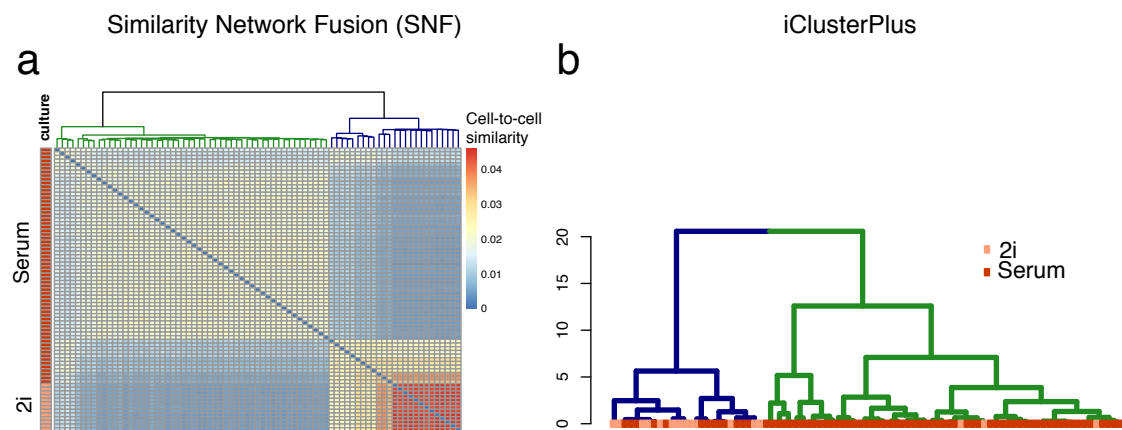 Similarity Network Fusion (SNF)
iClusterPlus
a
b
culture
Cell-to-cell
similarity
0.04
0.03
0.02
0.01
0
Serum
2i
20
15
10
5
0
2i
Serum